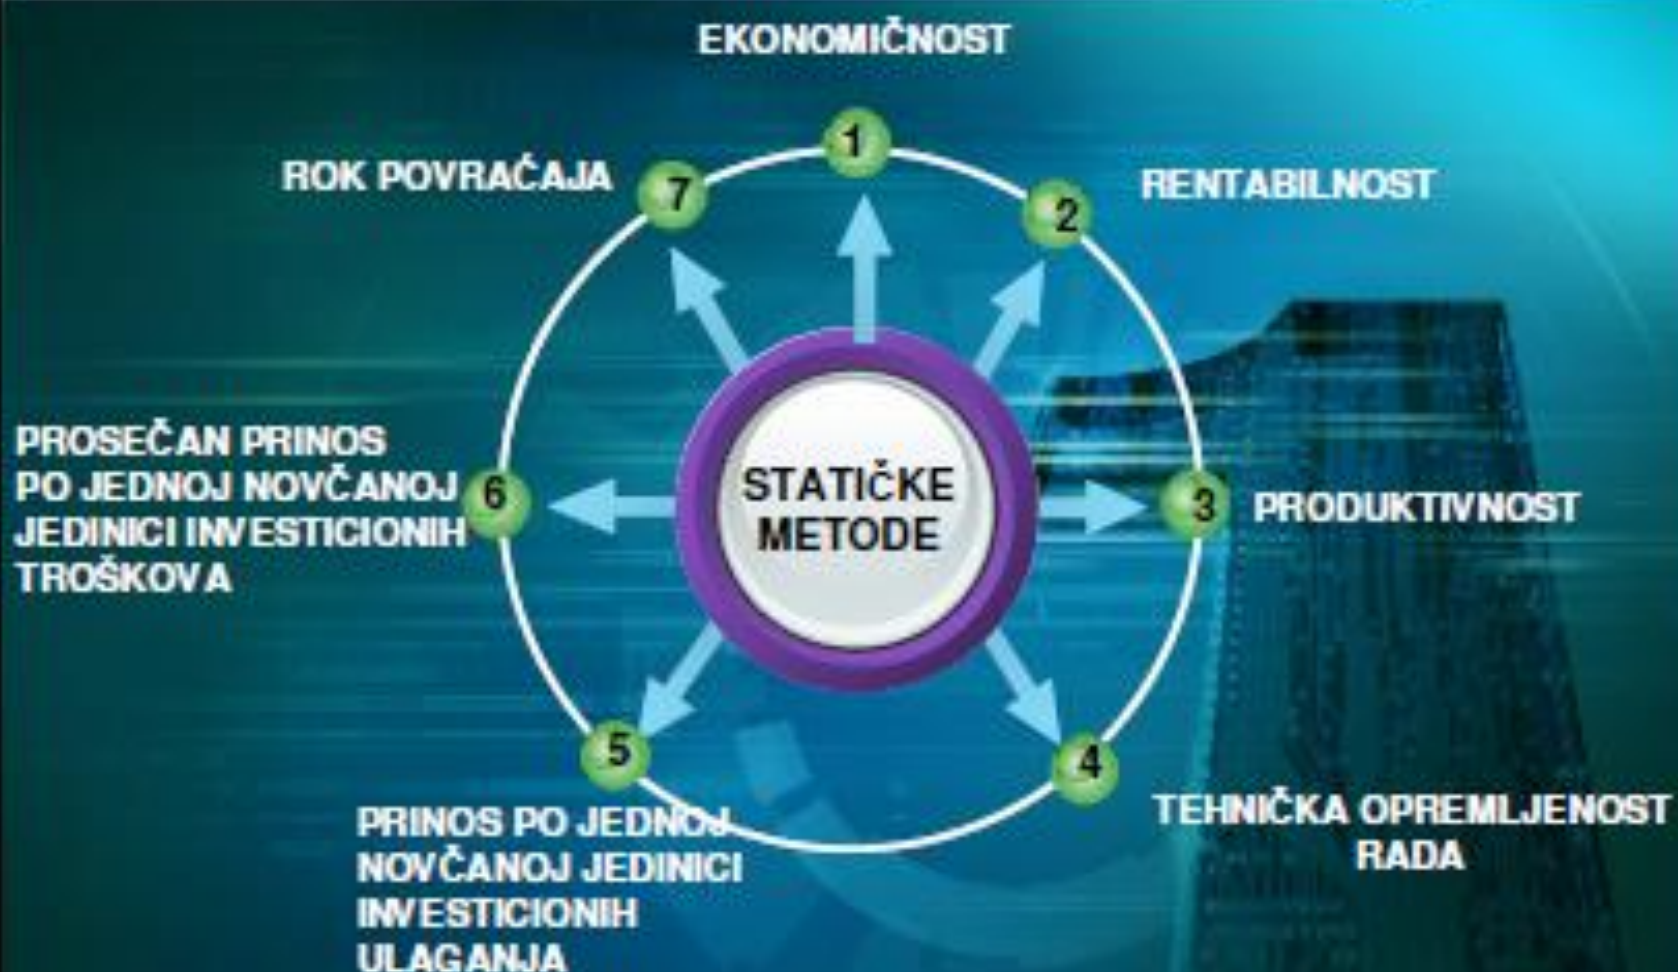 EKONOMIČNOST
1
ROK POVRAĆAJA
7
2
RENTABILNOST
PROSEČAN PRINOS
PO JEDNOJ NOVČANOJ
JEDINICI INVESTICIONIH
TROŠKOVA
6
STATIČKE
METODE
3
PRODUKTIVNOST
5
4
PRINOS PO JEDNOJ
NOVČANOJ JEDINICI
INVESTICIONIH
ULAGANJA
TEHNIČKA OPREMLJENOST
RADA